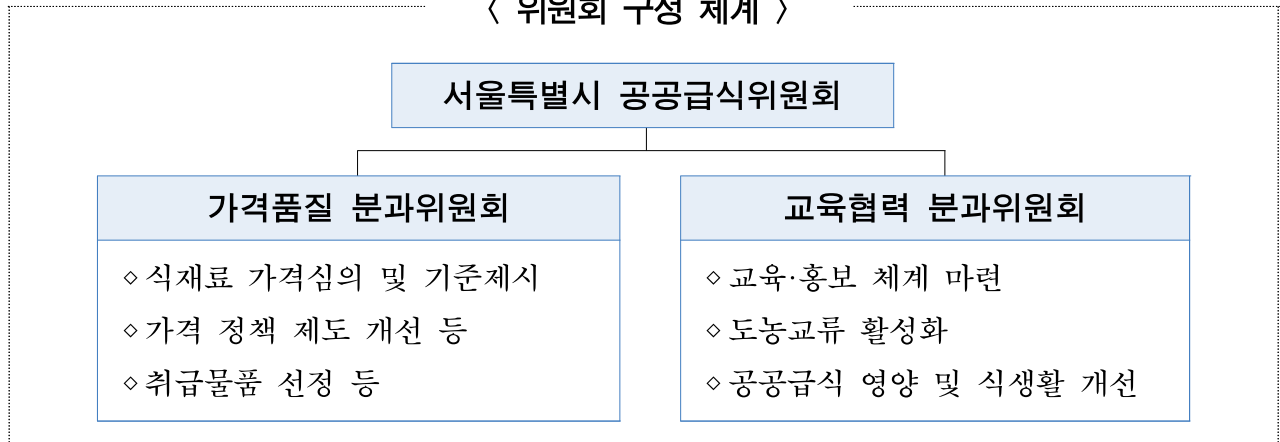 〈 위원회 구성 체계 〉
서울특별시 공공급식위원회
가격품질 분과위원회
◇ 식재료 가격심의 및 기준제시
◇ 가격 정책 제도 개선 등
◇ 취급물품 선정 등
교육협력 분과위원회
◇ 교육·홍보 체계 마련
◇ 도농교류 활성화
◇ 공공급식 영양 및 식생활 개선